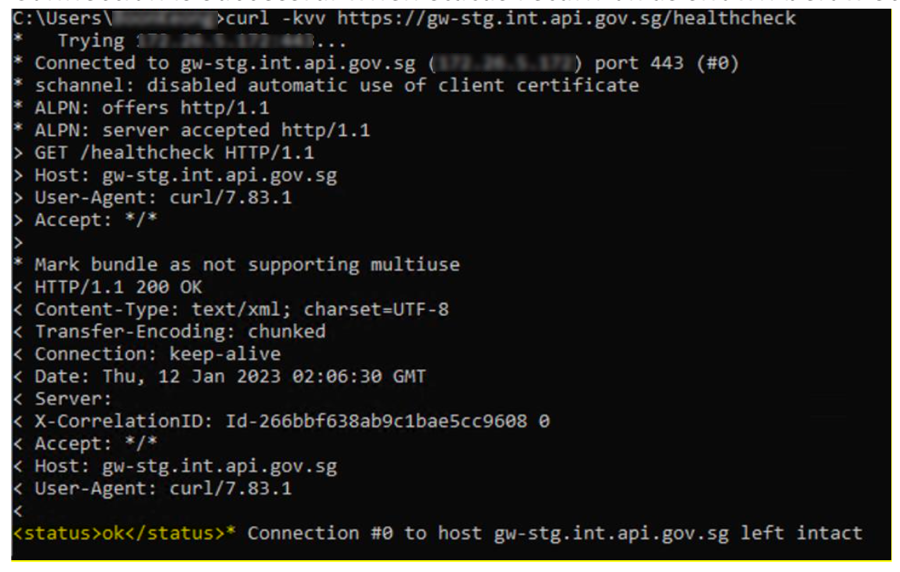 C:\Users\ >curl -kvv https://gw-stg.int.api.gov.sg/healthcheck
* Trying ...
* Connected to gw-stg.int.api.gov.sg ( ) port 443 (#0)
* schannel: disabled automatic use of client certificate
* ALPN: offers http/1.1
* ALPN: server accepted http/1.1
> GET /healthcheck HTTP/1.1
> Host: gw-stg.int.api.gov.sg
> User-Agent: curl/7.83.1
> Accept: */*
>
* Mark bundle as not supporting multiuse
< HTTP/1.1 200 OK
< Content-Type: text/xml; charset=UTF-8
< Transfer-Encoding: chunked
< Connection: keep-alive
< Date: Thu, 12 Jan 2023 02:06:30 GMT
< Server:
< X-CorrelationID: Id-266bbf638ab9c1bae5cc9608 0
< Accept: */*
< Host: gw-stg.int.api.gov.sg
< User-Agent: curl/7.83.1
<
<status>ok</status>* Connection #0 to host gw-stg.int.api.gov.sg left intact